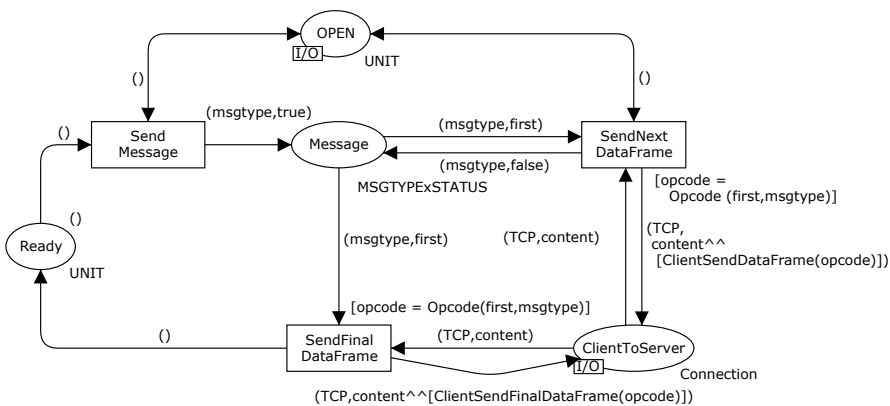 OPEN
I/O
UNIT
()
()
(msgtype,true)
(msgtype,first)
()
Send
Message
Message
SendNext
DataFrame
(msgtype,false)
MSGTYPExSTATUS
[opcode =
Opcode (first,msgtype)]
()
Ready
UNIT
(msgtype,first)
(TCP,content)
(TCP,
content^^
[ClientSendDataFrame(opcode)])
[opcode = Opcode(first,msgtype)]
()
SendFinal
DataFrame
(TCP,content)
ClientToServer
I/O
Connection
(TCP,content^^[ClientSendFinalDataFrame(opcode)])